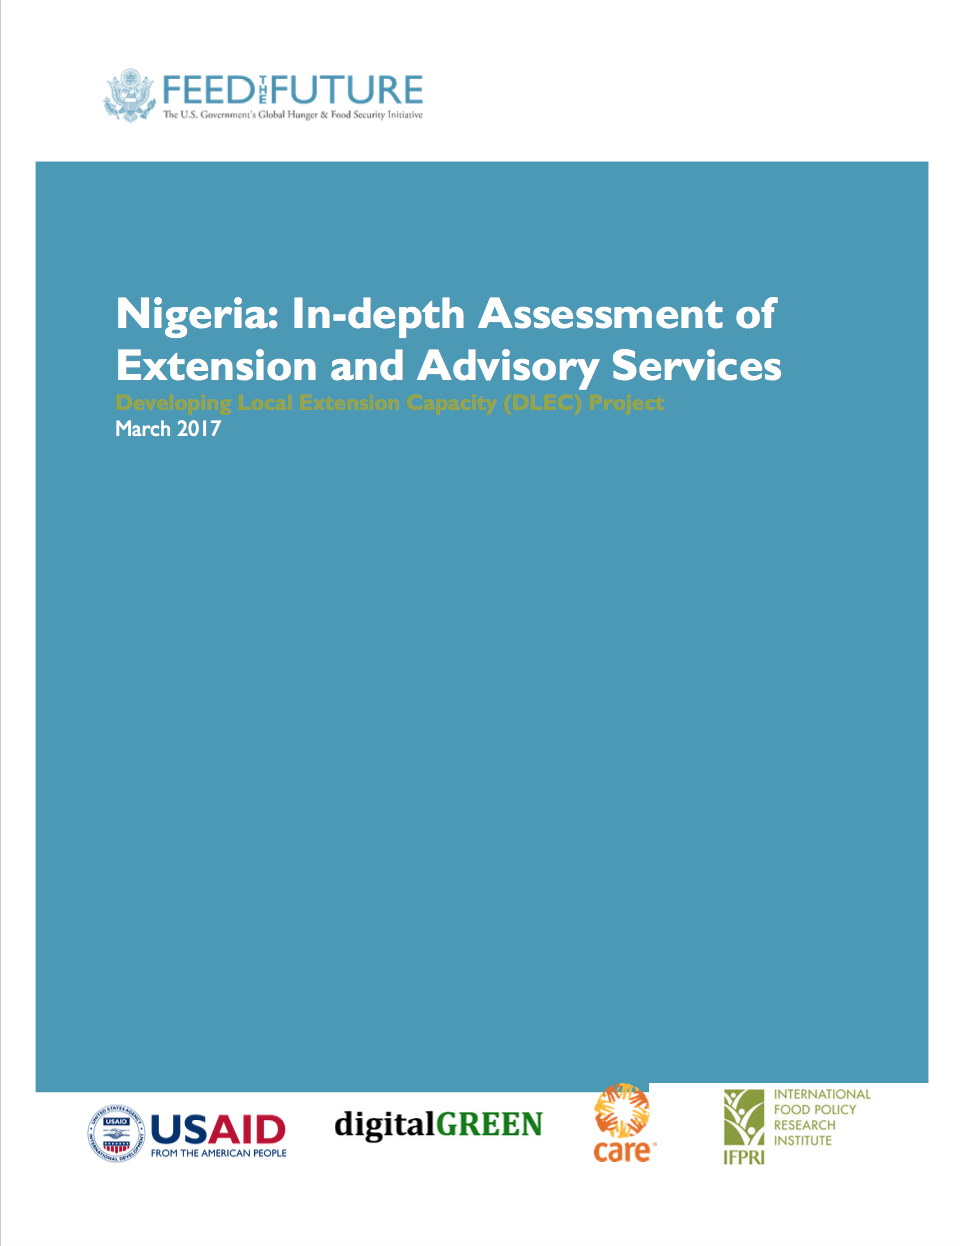 FEED THE FUTURE
The U.S. Government's Global Hunger & Food Security Initiative
Nigeria: In-depth Assessment of
Extension and Advisory Services
Developing Local Extension Capacity (DLEC) Project
March 2017
UNITED STATES AGENCY
USAID
INTERNATIONAL DEVELOPMENT
USAID
FROM THE AMERICAN PEOPLE
digitalGREEN
care
IFPRI
INTERNATIONAL
FOOD POLICY
RESEARCH
INSTITUTE